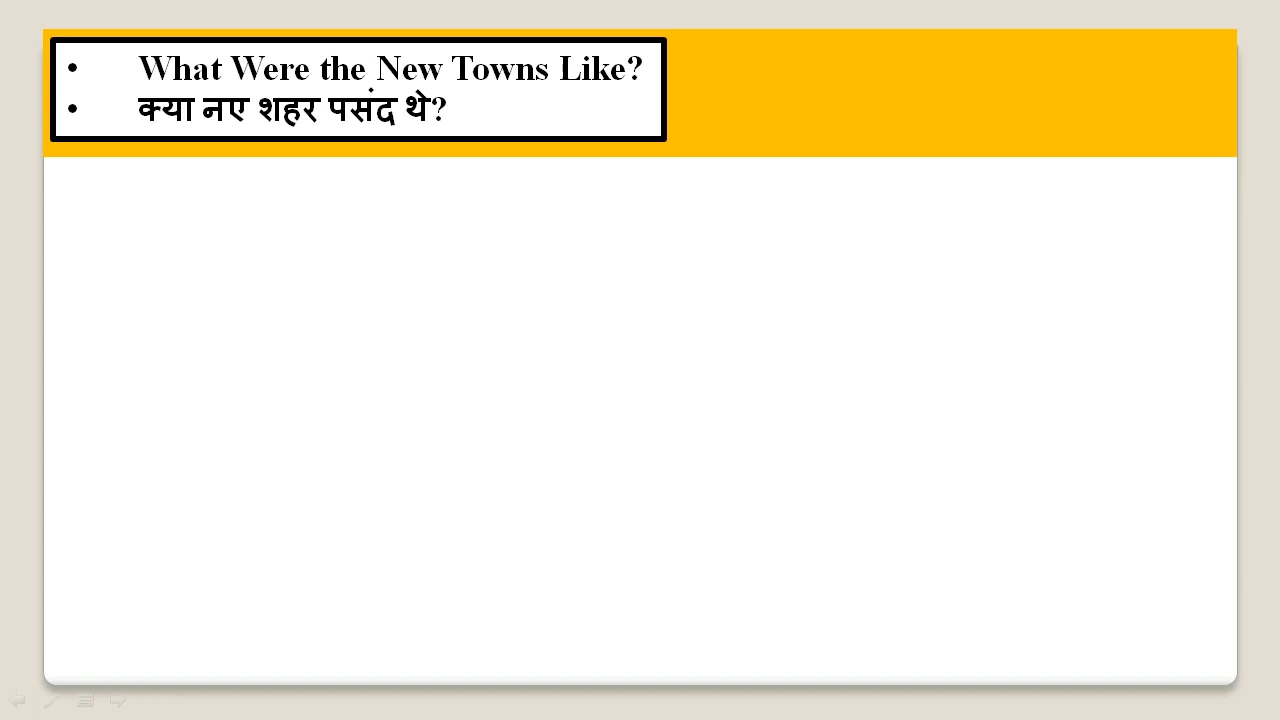 • What Were the New Towns Like?
• क्या नए शहर पसंद थे?